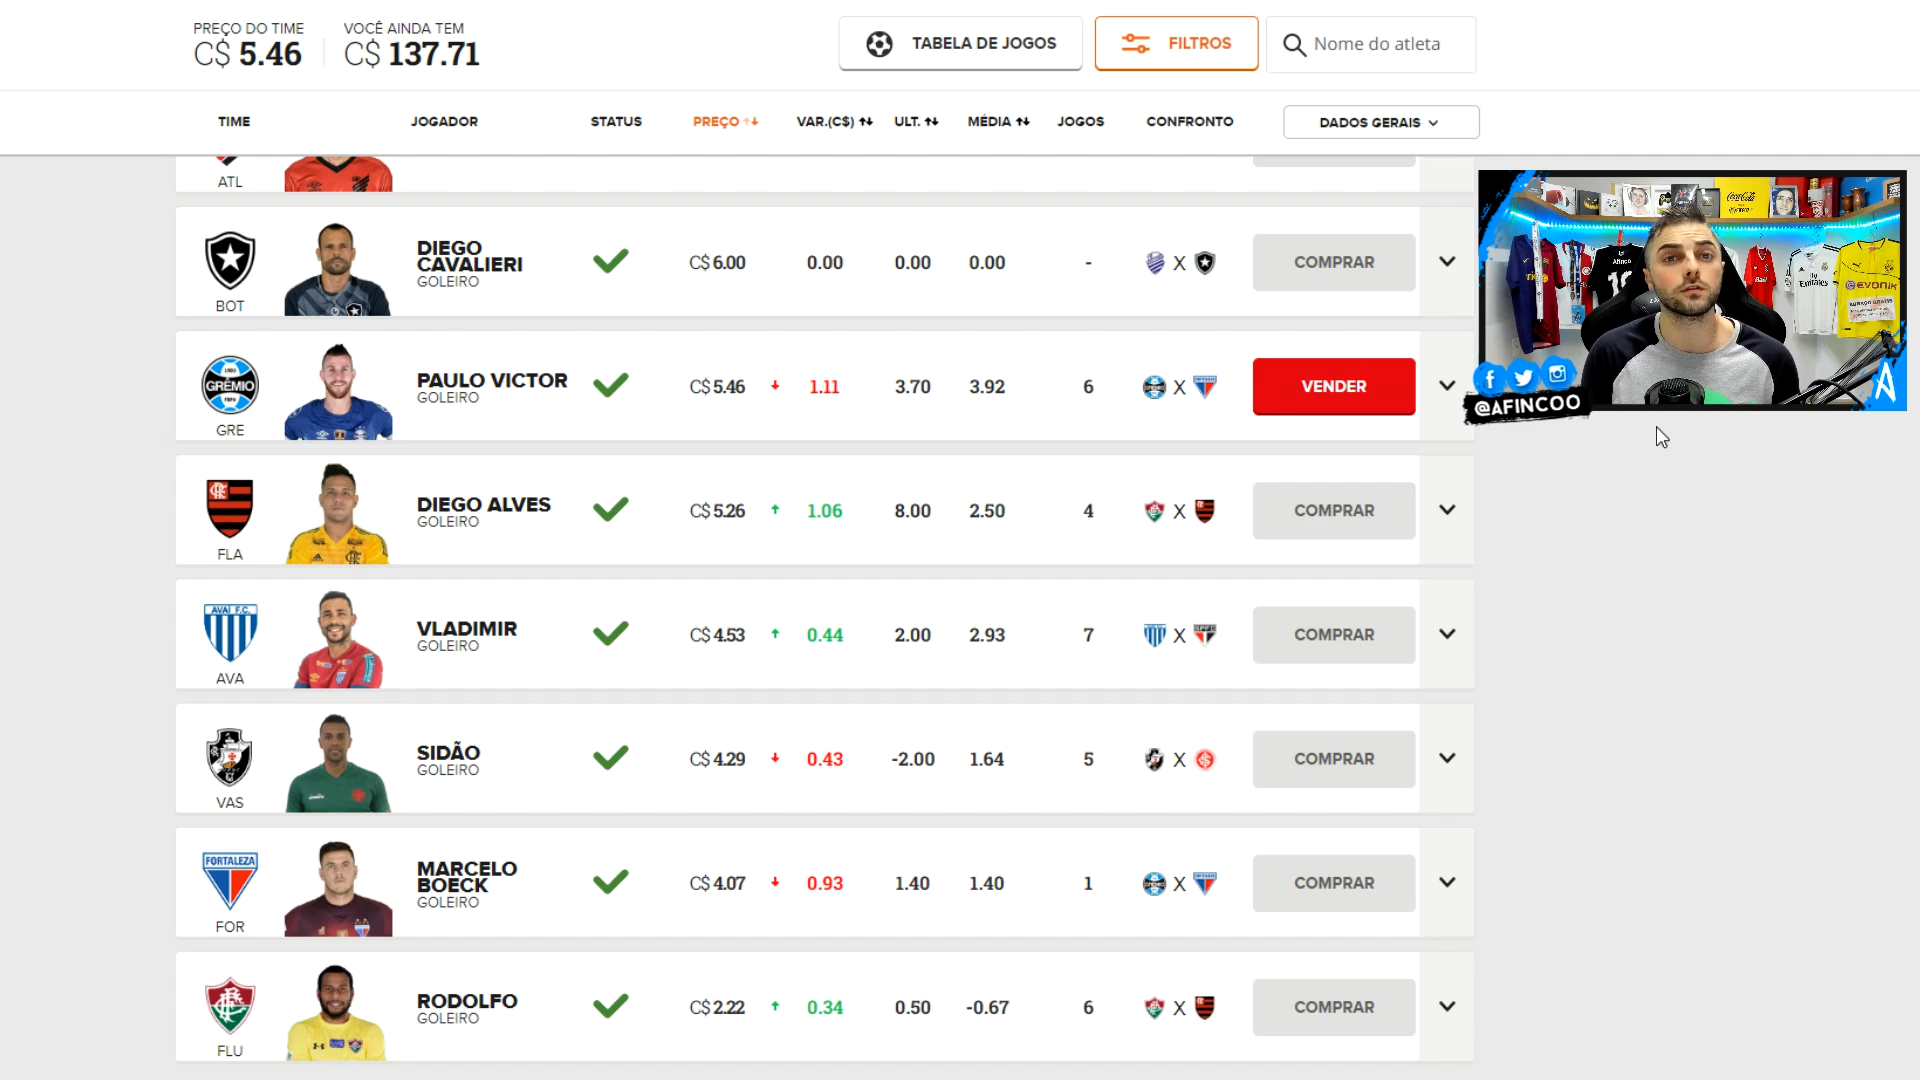 PREÇO DO TIME
C$ 5.46
VOCÊ AINDA TEM
C$ 137.71
TABELA DE JOGOS
FILTROS
Nome do atleta
TIME JOGADOR STATUS PREÇO VAR.(C$) ULT. MÉDIA JOGOS CONFRONTO DADOS GERAIS
ATL
BOT
DIEGO
CAVALIERI
GOLEIRO
C$ 6.00 0.00 0.00 0.00 - X COMPRAR
GRÊMIO
GRE
PAULO VICTOR
GOLEIRO
C$ 5.46 1.11 3.70 3.92 6 X VENDER
FLA
DIEGO ALVES
GOLEIRO
C$ 5.26 1.06 8.00 2.50 4 X COMPRAR
AVAÍ F.C.
AVA
VLADIMIR
GOLEIRO
C$ 4.53 0.44 2.00 2.93 7 X COMPRAR
VAS
SIDÃO
GOLEIRO
C$ 4.29 0.43 -2.00 1.64 5 X COMPRAR
FORTALEZA
FOR
MARCELO
BOECK
GOLEIRO
C$ 4.07 0.93 1.40 1.40 1 X COMPRAR
FLU
RODOLFO
GOLEIRO
C$ 2.22 0.34 0.50 -0.67 6 X COMPRAR
Coca-Cola
Afinco
Fly
Emirates
EVONIK
@AFINCOO